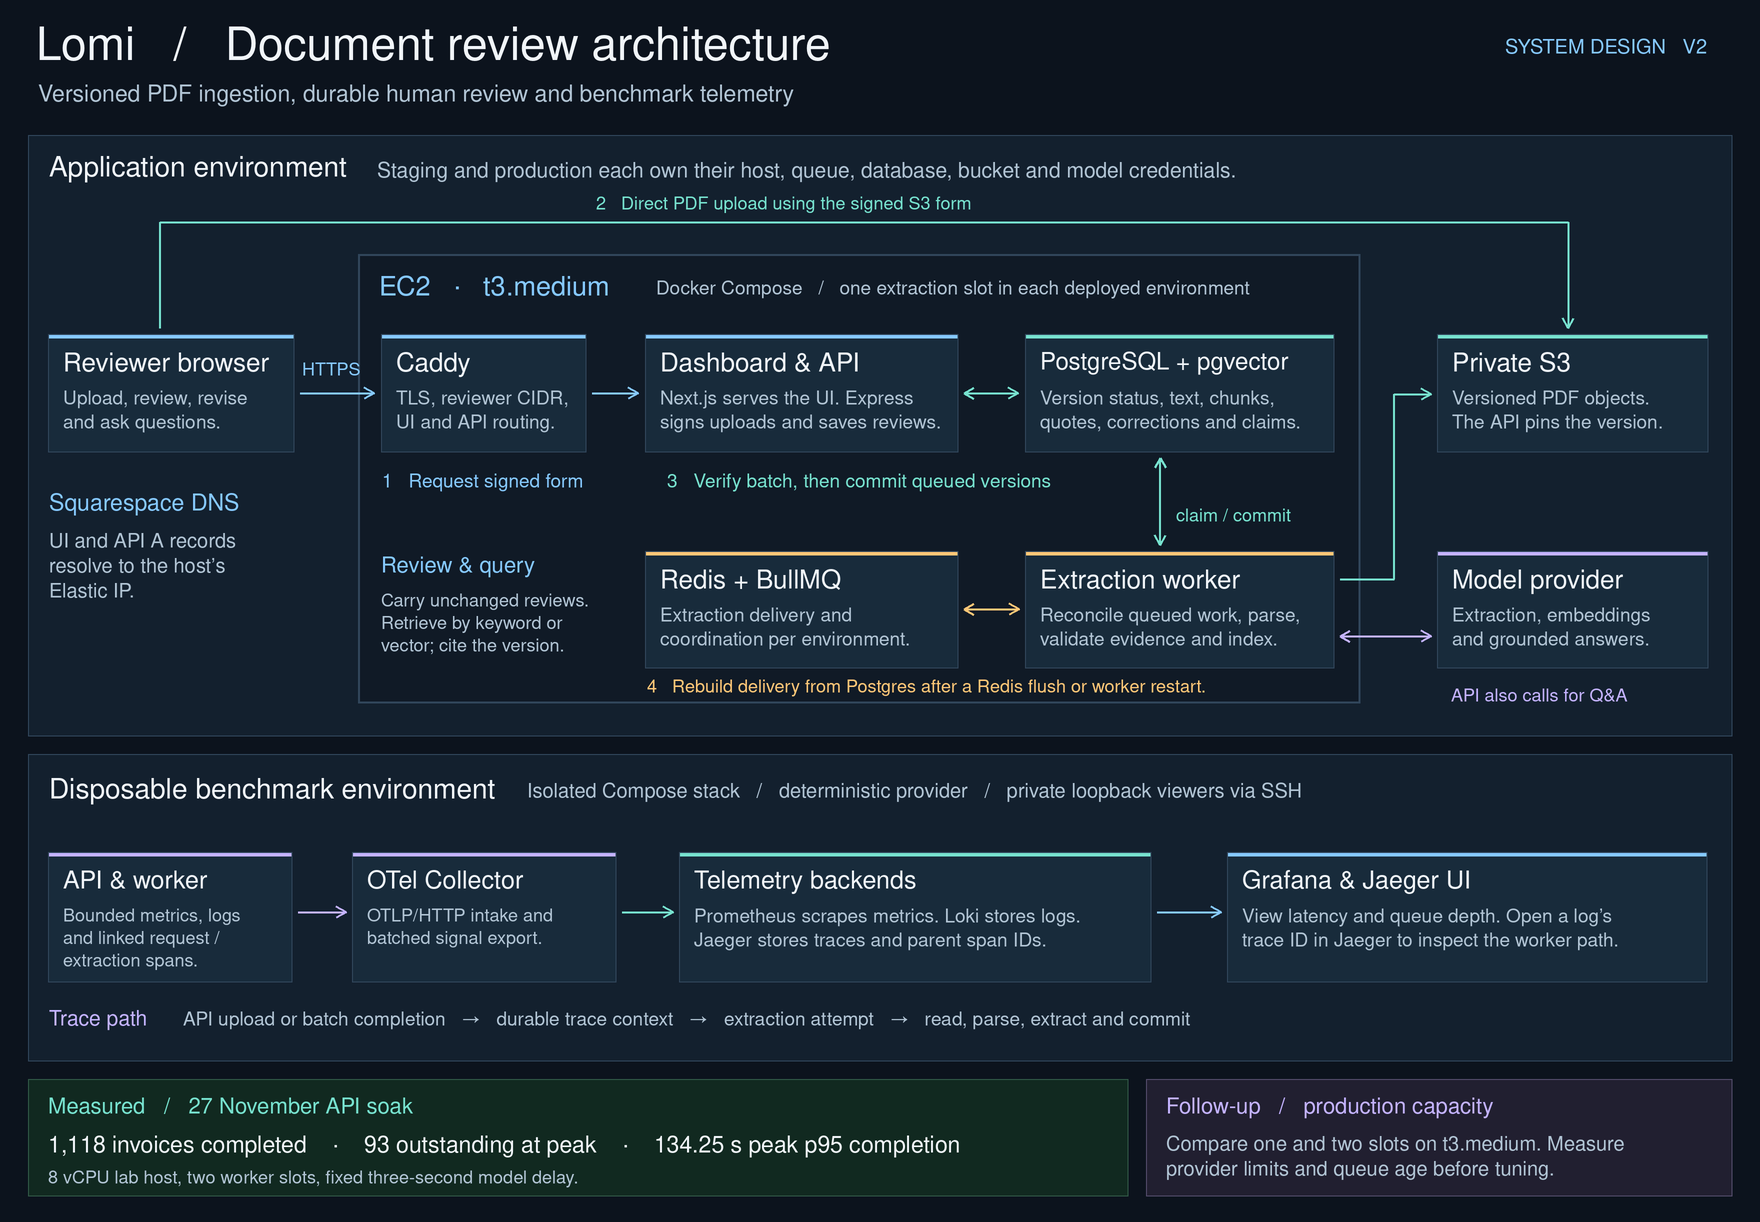 Lomi / Document review architecture
SYSTEM DESIGN V2
Versioned PDF ingestion, durable human review and benchmark telemetry
Application environment
Staging and production each own their host, queue, database, bucket and model credentials.
2 Direct PDF upload using the signed S3 form
EC2 · t3.medium
Docker Compose / one extraction slot in each deployed environment
Reviewer browser
Upload, review, revise
and ask questions.
HTTPS
Caddy
TLS, reviewer CIDR,
UI and API routing.
Dashboard & API
Next.js serves the UI. Express
signs uploads and saves reviews.
PostgreSQL + pgvector
Version status, text, chunks,
quotes, corrections and claims.
Private S3
Versioned PDF objects.
The API pins the version.
1 Request signed form
3 Verify batch, then commit queued versions
claim / commit
Squarespace DNS
UI and API A records
resolve to the host's
Elastic IP.
Review & query
Carry unchanged reviews.
Retrieve by keyword or
vector; cite the version.
Redis + BullMQ
Extraction delivery and
coordination per environment.
Extraction worker
Reconcile queued work, parse,
validate evidence and index.
Model provider
Extraction, embeddings
and grounded answers.
4 Rebuild delivery from Postgres after a Redis flush or worker restart.
API also calls for Q&A
Disposable benchmark environment
Isolated Compose stack / deterministic provider / private loopback viewers via SSH
API & worker
Bounded metrics, logs
and linked request /
extraction spans.
OTel Collector
OTLP/HTTP intake and
batched signal export.
Telemetry backends
Prometheus scrapes metrics. Loki stores logs.
Jaeger stores traces and parent span IDs.
Grafana & Jaeger UI
View latency and queue depth. Open a log's
trace ID in Jaeger to inspect the worker path.
Trace path
API upload or batch completion → durable trace context → extraction attempt → read, parse, extract and commit
Measured / 27 November API soak
1,118 invoices completed · 93 outstanding at peak · 134.25 s peak p95 completion
8 vCPU lab host, two worker slots, fixed three-second model delay.
Follow-up / production capacity
Compare one and two slots on t3.medium. Measure
provider limits and queue age before tuning.